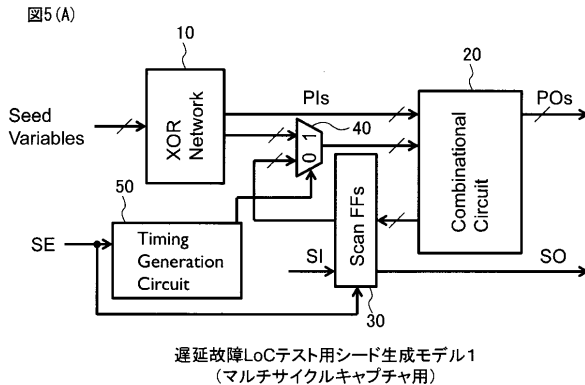 図5(A)
10
20
Seed
Variables
XOR
Network
PIs
40
0 1
Combinational
Circuit
POs
50
SE
Timing
Generation
Circuit
Scan FFs
SI
SO
30
遅延故障LoCテスト用シード生成モデル1
(マルチサイクルキャプチャ用)